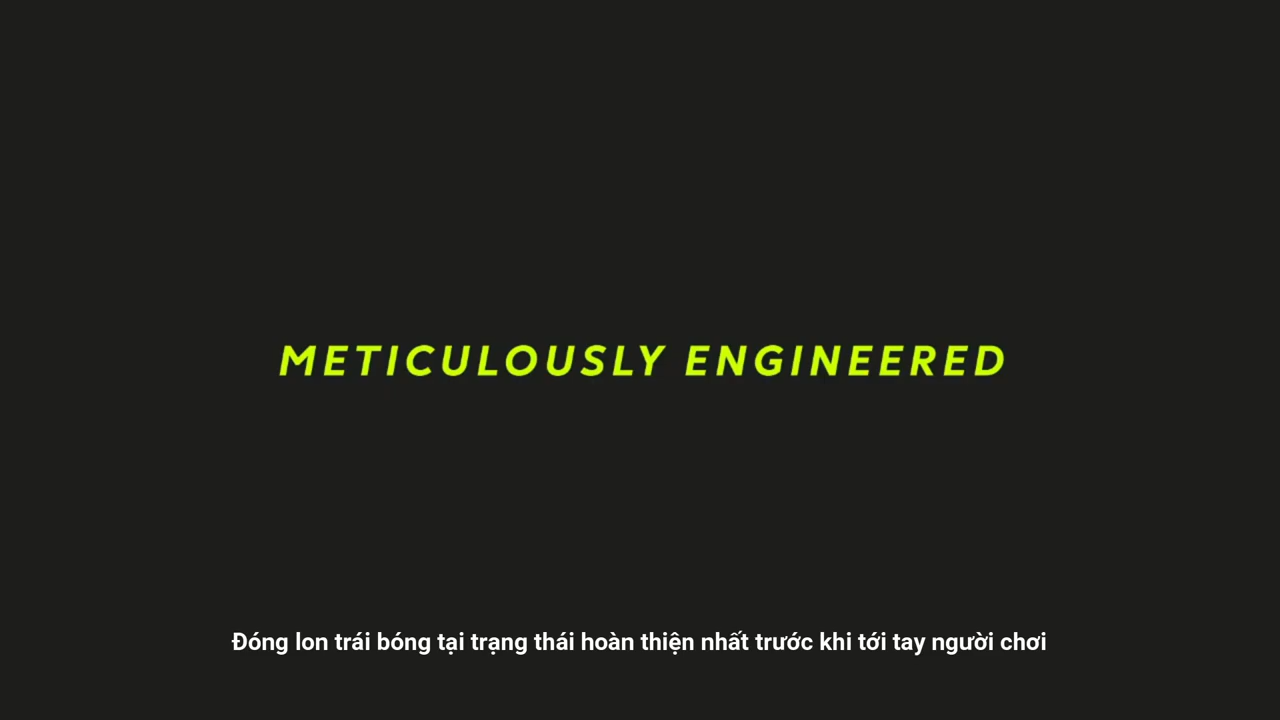 METICULOUSLY ENGINEERED
Đóng lon trái bóng tại trạng thái hoàn thiện nhất trước khi tới tay người chơi